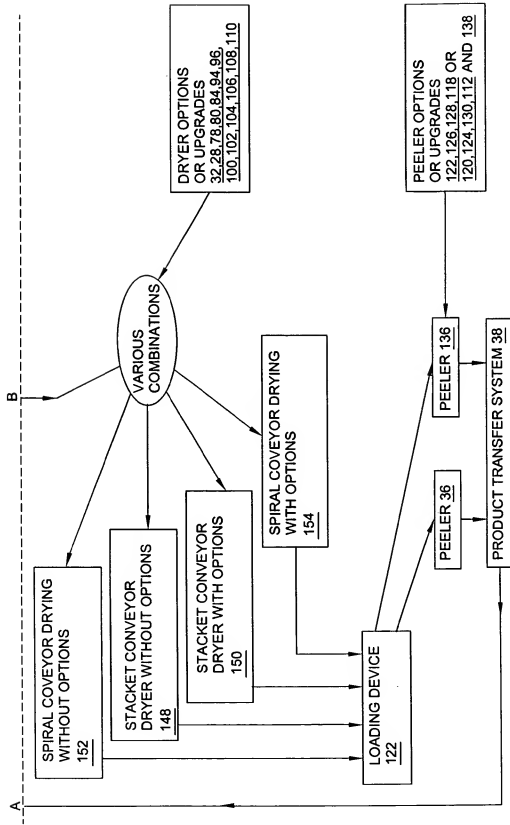 A
B
SPIRAL COVEYOR DRYING
WITHOUT OPTIONS
152
STACKET CONVEYOR
DRYER WITHOUT OPTIONS
148
STACKET CONVEYOR
DRYER WITH OPTIONS
150
SPIRAL COVEYOR DRYING
WITH OPTIONS
154
VARIOUS
COMBINATIONS
DRYER OPTIONS
OR UPGRADES
32,28,78,80,84,94,96,
100,102,104,106,108,110
LOADING DEVICE
122
PEELER 36
PEELER 136
PEELER OPTIONS
OR UPGRADES
122,126,128,118 OR
120,124,130,112 AND 138
PRODUCT TRANSFER SYSTEM 38